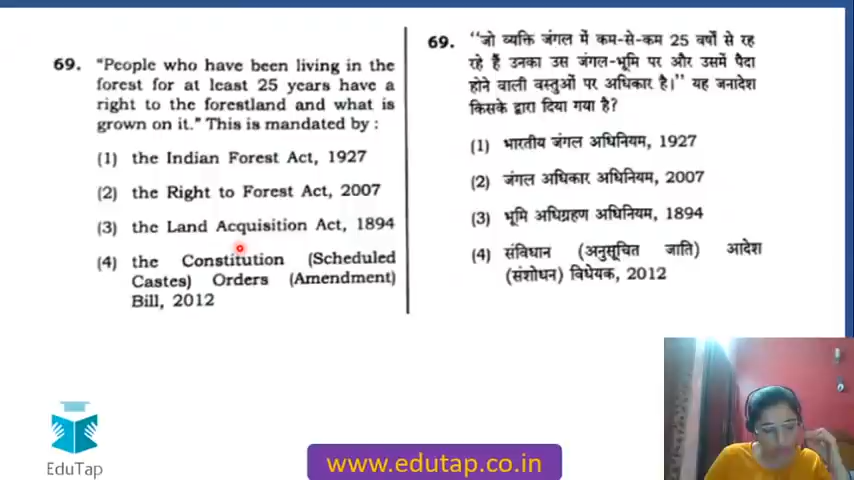 69. "People who have been living in the
forest for at least 25 years have a
right to the forestland and what is
grown on it." This is mandated by :
(1) the Indian Forest Act, 1927
(2) the Right to Forest Act, 2007
(3) the Land Acquisition Act, 1894
(4) the Constitution (Scheduled
Castes) Orders (Amendment)
Bill, 2012
69. "जो व्यक्ति जंगल में कम-से-कम 25 वर्षों से रह
रहे हैं उनका उस जंगल-भूमि पर और उसमें पैदा
होने वाली वस्तुओं पर अधिकार है।" यह जनादेश
किसके द्वारा दिया गया है?
(1) भारतीय जंगल अधिनियम, 1927
(2) जंगल अधिकार अधिनियम, 2007
(3) भूमि अधिग्रहण अधिनियम, 1894
(4) संविधान (अनुसूचित जाति) आदेश
(संशोधन) विधेयक, 2012
EduTap
www.edutap.co.in